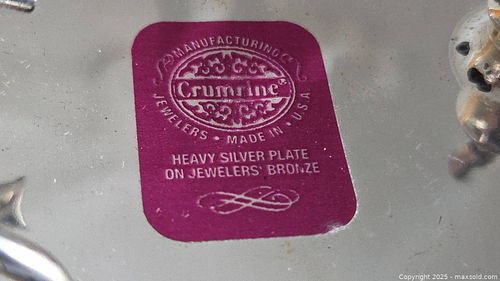 MANUFACTURING
Crumrine®
JEWELERS • MADE IN • U.S.A
HEAVY SILVER PLATE
ON JEWELERS' BRONZE
Copyright 2025 - maxsold.com